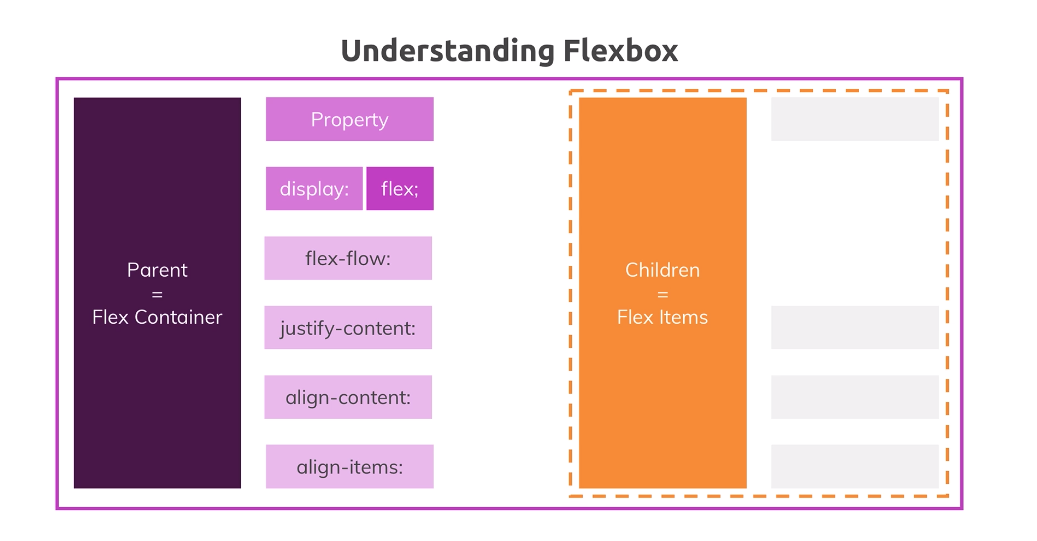 Understanding Flexbox
Property
display: flex;
flex-flow:
justify-content:
align-content:
align-items:
Parent
=
Flex Container
Children
=
Flex Items